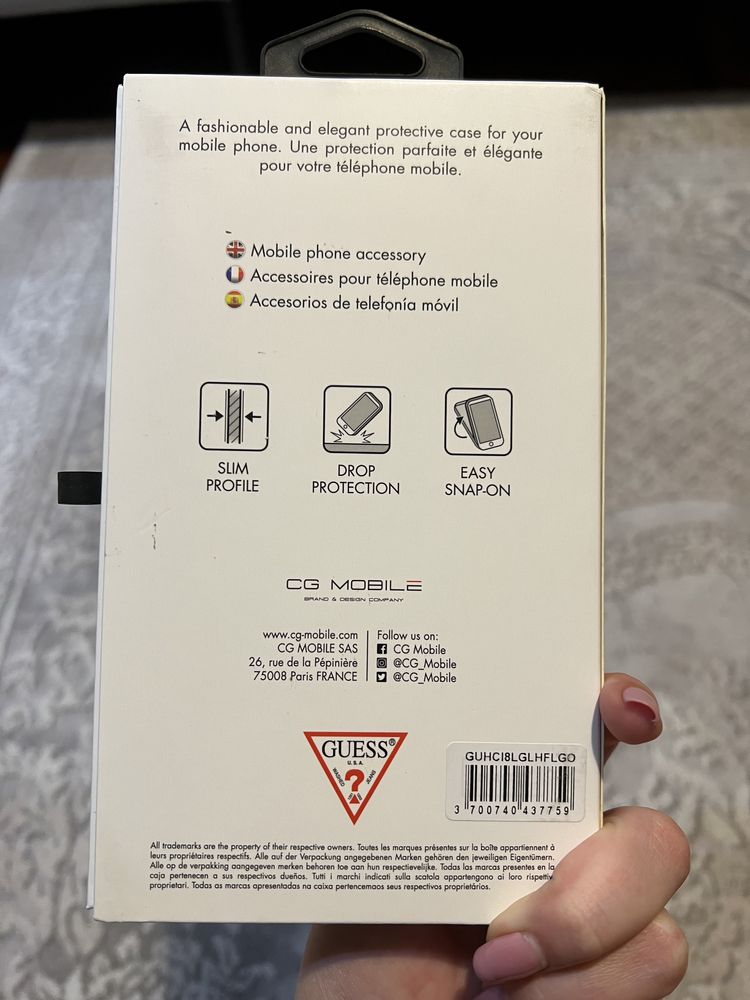 A fashionable and elegant protective case for your
mobile phone. Une protection parfaite et élégante
pour votre téléphone mobile.
Mobile phone accessory
Accessoires pour téléphone mobile
Accesorios de telefonía móvil
SLIM
PROFILE
DROP
PROTECTION
EASY
SNAP-ON
CG MOBILE
BRAND & DESIGN COMPANY
www.cg-mobile.com
CG MOBILE SAS
26, rue de la Pépinière
75008 Paris FRANCE
Follow us on:
CG Mobile
@CG_Mobile
@CG_Mobile
GUESS®
U.S.A.
WASHED
?
JEANS
GUHCI8LGLHFLGO
3 700740 437759
All trademarks are the property of their respective owners. Toutes les marques présentes sur la boîte appartiennent à
leurs propriétaires respectifs. Alle auf der Verpackung angegebenen Marken gehören den jeweiligen Eigentümern.
Alle op de verpakking aangeven merken behoren toe aan hun respectievelijke. Todas las marcas presentes en la
caja pertenecen a sus respectivos dueños. Tutti i marchi indicati sulla scatola appartengono ai loro rispettiv
proprietari. Todas as marcas apresentadas na caixa pertencemaos seus respectivos proprietários.